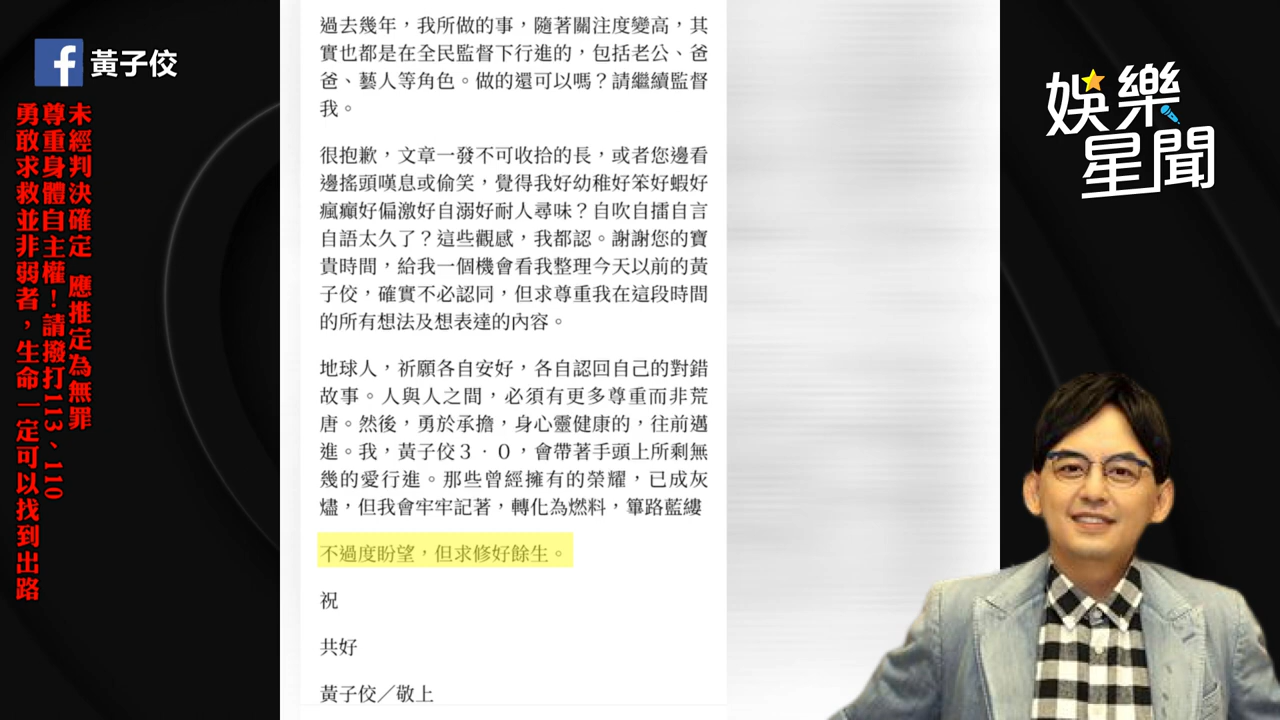 黃子佼
未經判決確定 應推定為無罪
尊重身體自主權！請撥打113、110
勇敢求救並非弱者，生命一定可以找到出路
過去幾年，我所做的事，隨著關注度變高，其
實也都是在全民監督下行進的，包括老公、爸
爸、藝人等角色。做的還可以嗎？請繼續監督
我。
很抱歉，文章一發不可收拾的長，或者您邊看
邊搖頭嘆息或偷笑，覺得我好幼稚好笨好蝦好
瘋癲好偏激好自溺好耐人尋味？自吹自擂自言
自語太久了？這些觀感，我都認。謝謝您的寶
貴時間，給我一個機會看我整理今天以前的黃
子佼，確實不必認同，但求尊重我在這段時間
的所有想法及想表達的內容。
地球人，祈願各自安好，各自認回自己的對錯
故事。人與人之間，必須有更多尊重而非荒
唐。然後，勇於承擔，身心靈健康的，往前邁
進。我，黃子佼３．０，會帶著手頭上所剩無
幾的愛行進。那些曾經擁有的榮耀，已成灰
燼，但我會牢牢記著，轉化為燃料，篳路藍縷
不過度盼望，但求修好餘生。
祝
共好
黃子佼／敬上
娛樂
星聞